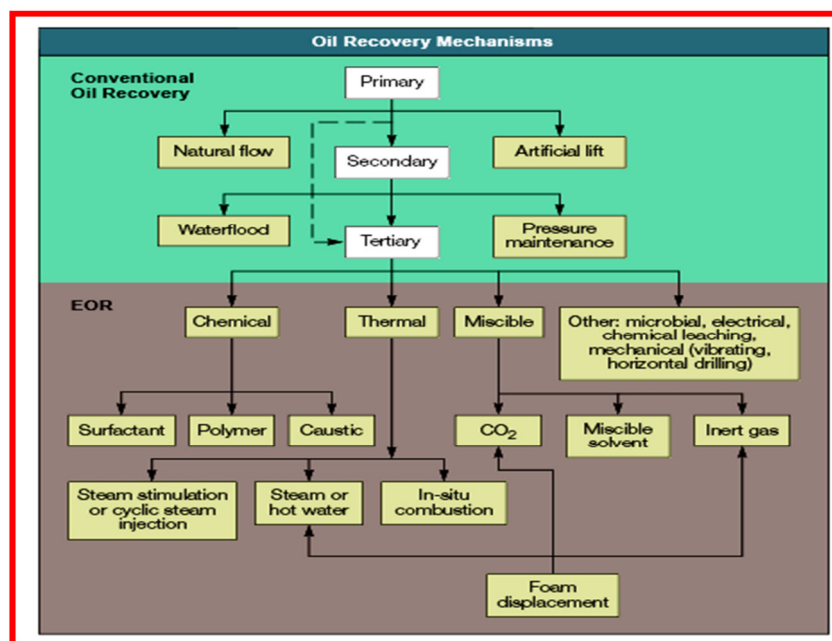 Oil Recovery Mechanisms
Conventional
Oil Recovery
Primary
Natural flow
Artificial lift
Secondary
Waterflood
Pressure
maintenance
Tertiary
EOR
Chemical
Thermal
Miscible
Other: microbial, electrical,
chemical leaching,
mechanical (vibrating,
horizontal drilling)
Surfactant
Polymer
Caustic
CO2
Miscible
solvent
Inert gas
Steam stimulation
or cyclic steam
injection
Steam or
hot water
In-situ
combustion
Foam
displacement